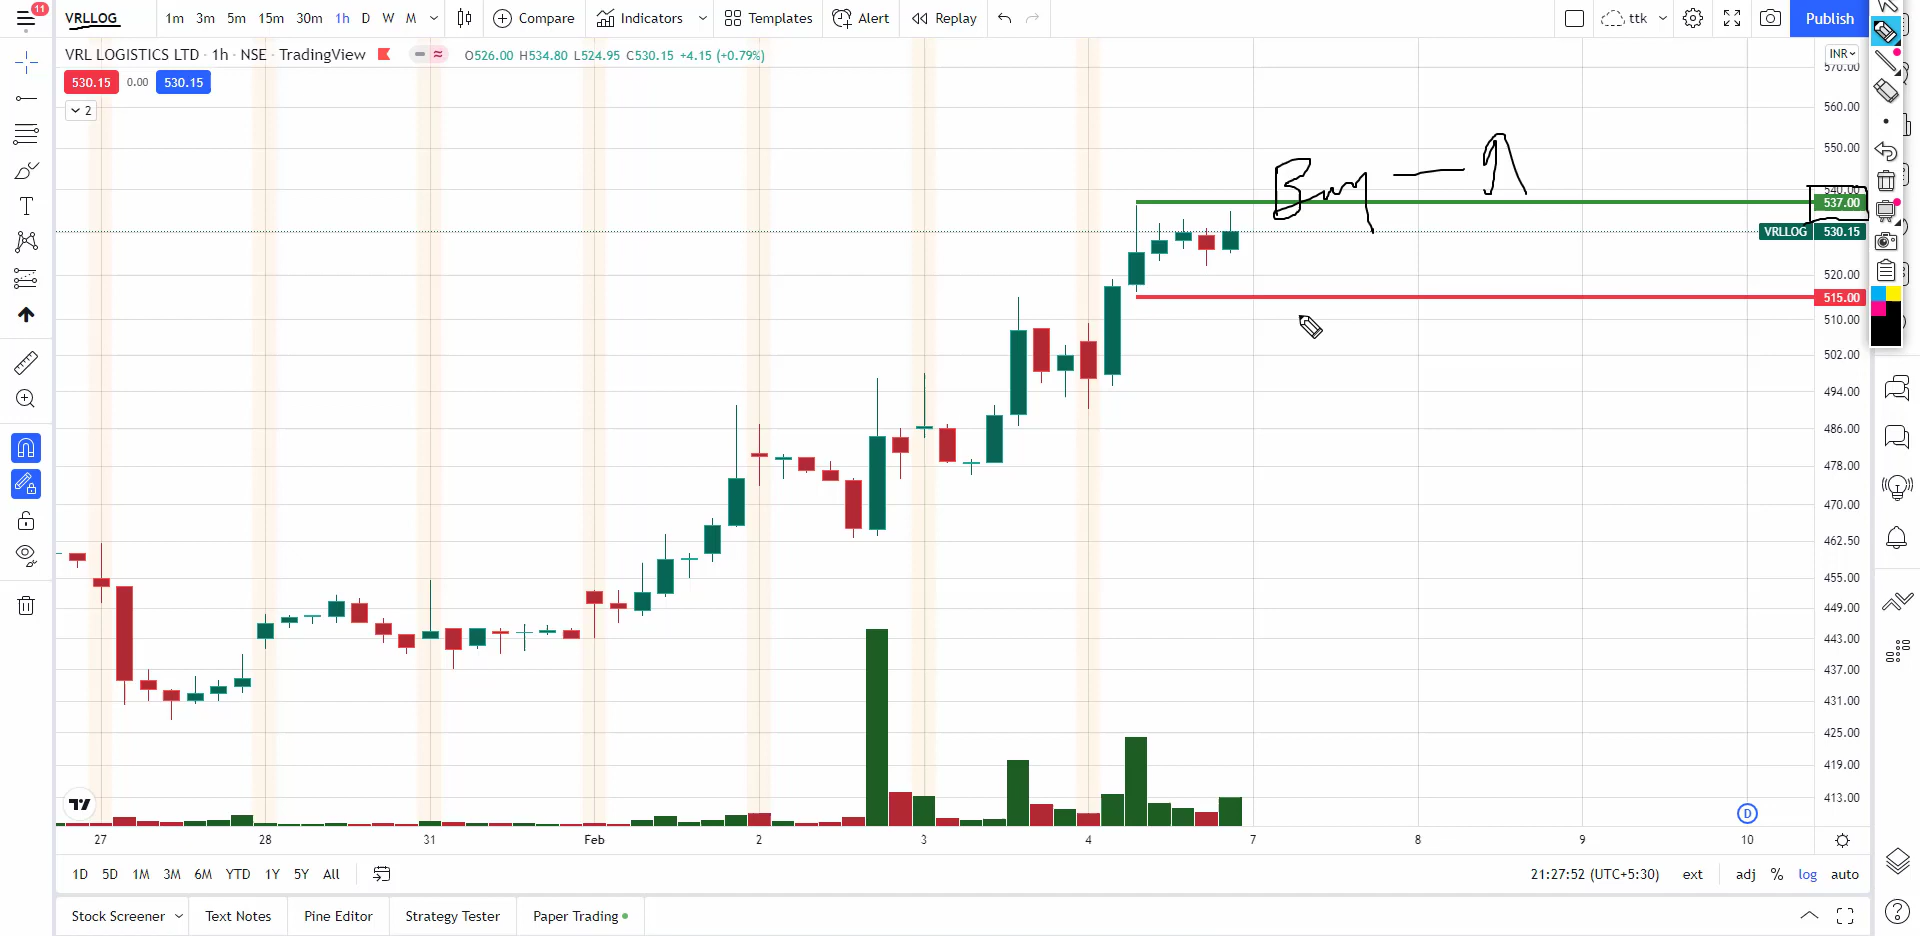 11
VRLLOG
1m 3m 5m 15m 30m 1h D W M
Compare
Indicators
Templates
Alert
Replay
ttk
Publish
VRL LOGISTICS LTD · 1h · NSE · TradingView
O526.00 H534.80 L524.95 C530.15 +4.15 (+0.79%)
INR
530.15 0.00 530.15
2
570.00
560.00
550.00
540.00
Buy
537.00
VRLLOG 530.15
520.00
515.00
510.00
502.00
494.00
486.00
478.00
470.00
462.50
455.00
449.00
443.00
437.00
431.00
425.00
419.00
413.00
D
27 28 31 Feb 2 3 4 7 8 9 10
1D 5D 1M 3M 6M YTD 1Y 5Y All
21:27:52 (UTC+5:30) ext adj % log auto
Stock Screener Text Notes Pine Editor Strategy Tester Paper Trading